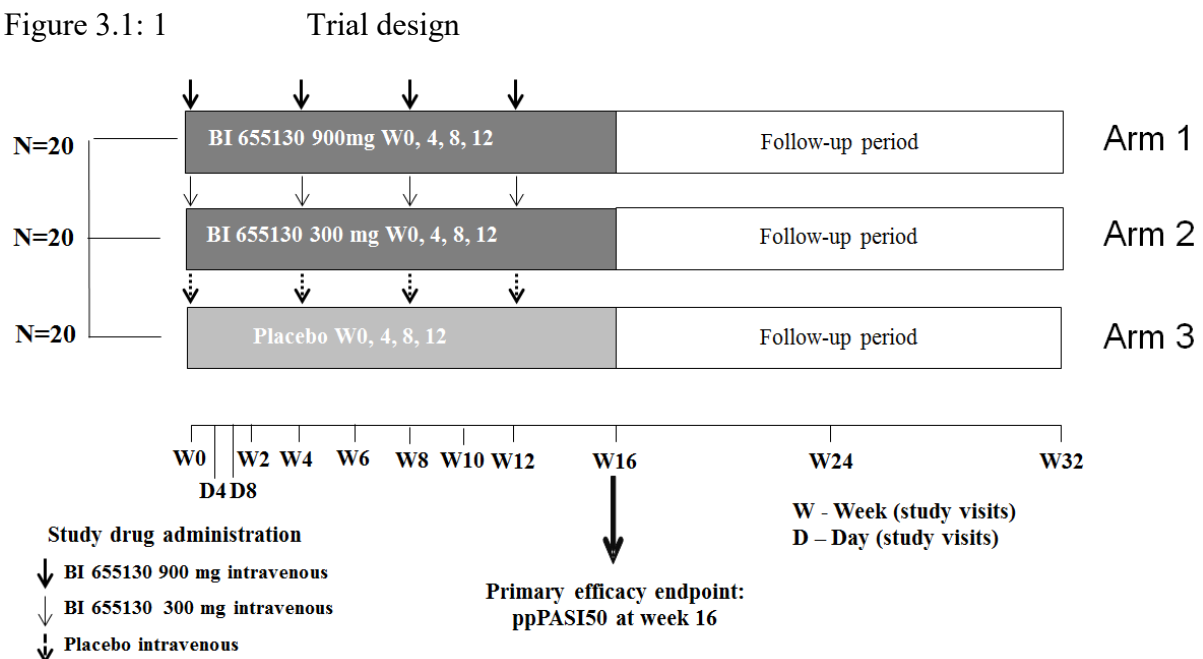 Figure 3.1: 1 Trial design
N=20
BI 655130 900mg W0, 4, 8, 12
Follow-up period
Arm 1
N=20
BI 655130 300 mg W0, 4, 8, 12
Follow-up period
Arm 2
N=20
Placebo W0, 4, 8, 12
Follow-up period
Arm 3
W0 W2 W4 W6 W8 W10 W12 W16 W24 W32
D4 D8
Study drug administration
BI 655130 900 mg intravenous
BI 655130 300 mg intravenous
Placebo intravenous
Primary efficacy endpoint:
ppPASI50 at week 16
W - Week (study visits)
D – Day (study visits)